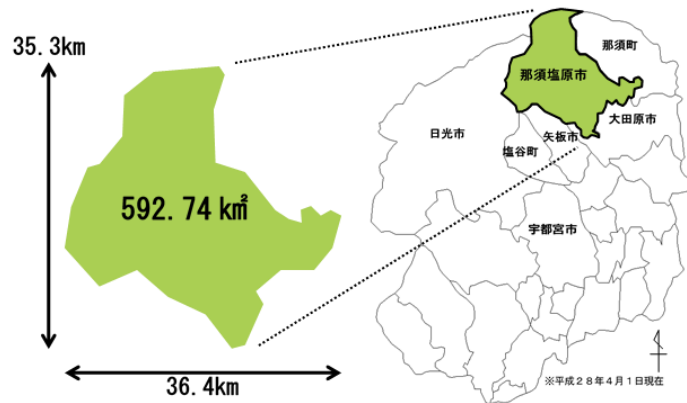 35.3km
592.74㎢
36.4km
那須町
那須塩原市
大田原市
日光市
矢板市
塩谷町
宇都宮市
※平成28年4月1日現在